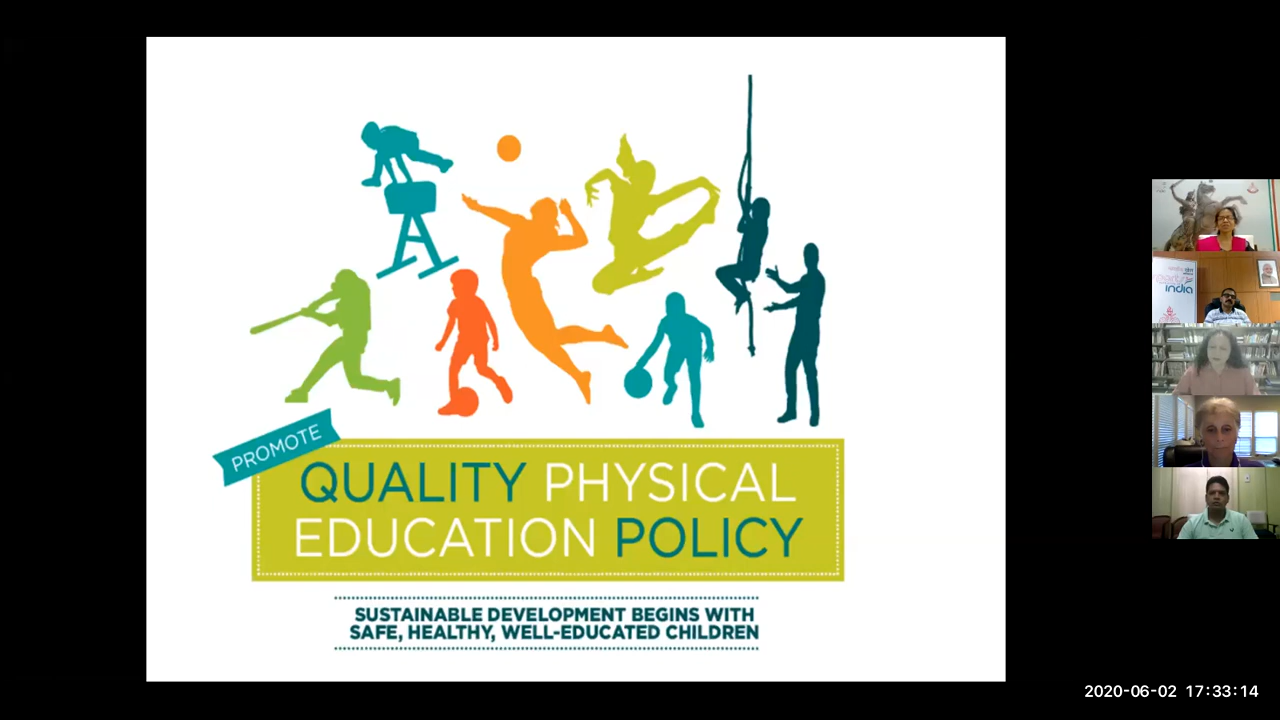 PROMOTE
QUALITY PHYSICAL
EDUCATION POLICY
SUSTAINABLE DEVELOPMENT BEGINS WITH
SAFE, HEALTHY, WELL-EDUCATED CHILDREN
india
2020-06-02 17:33:14